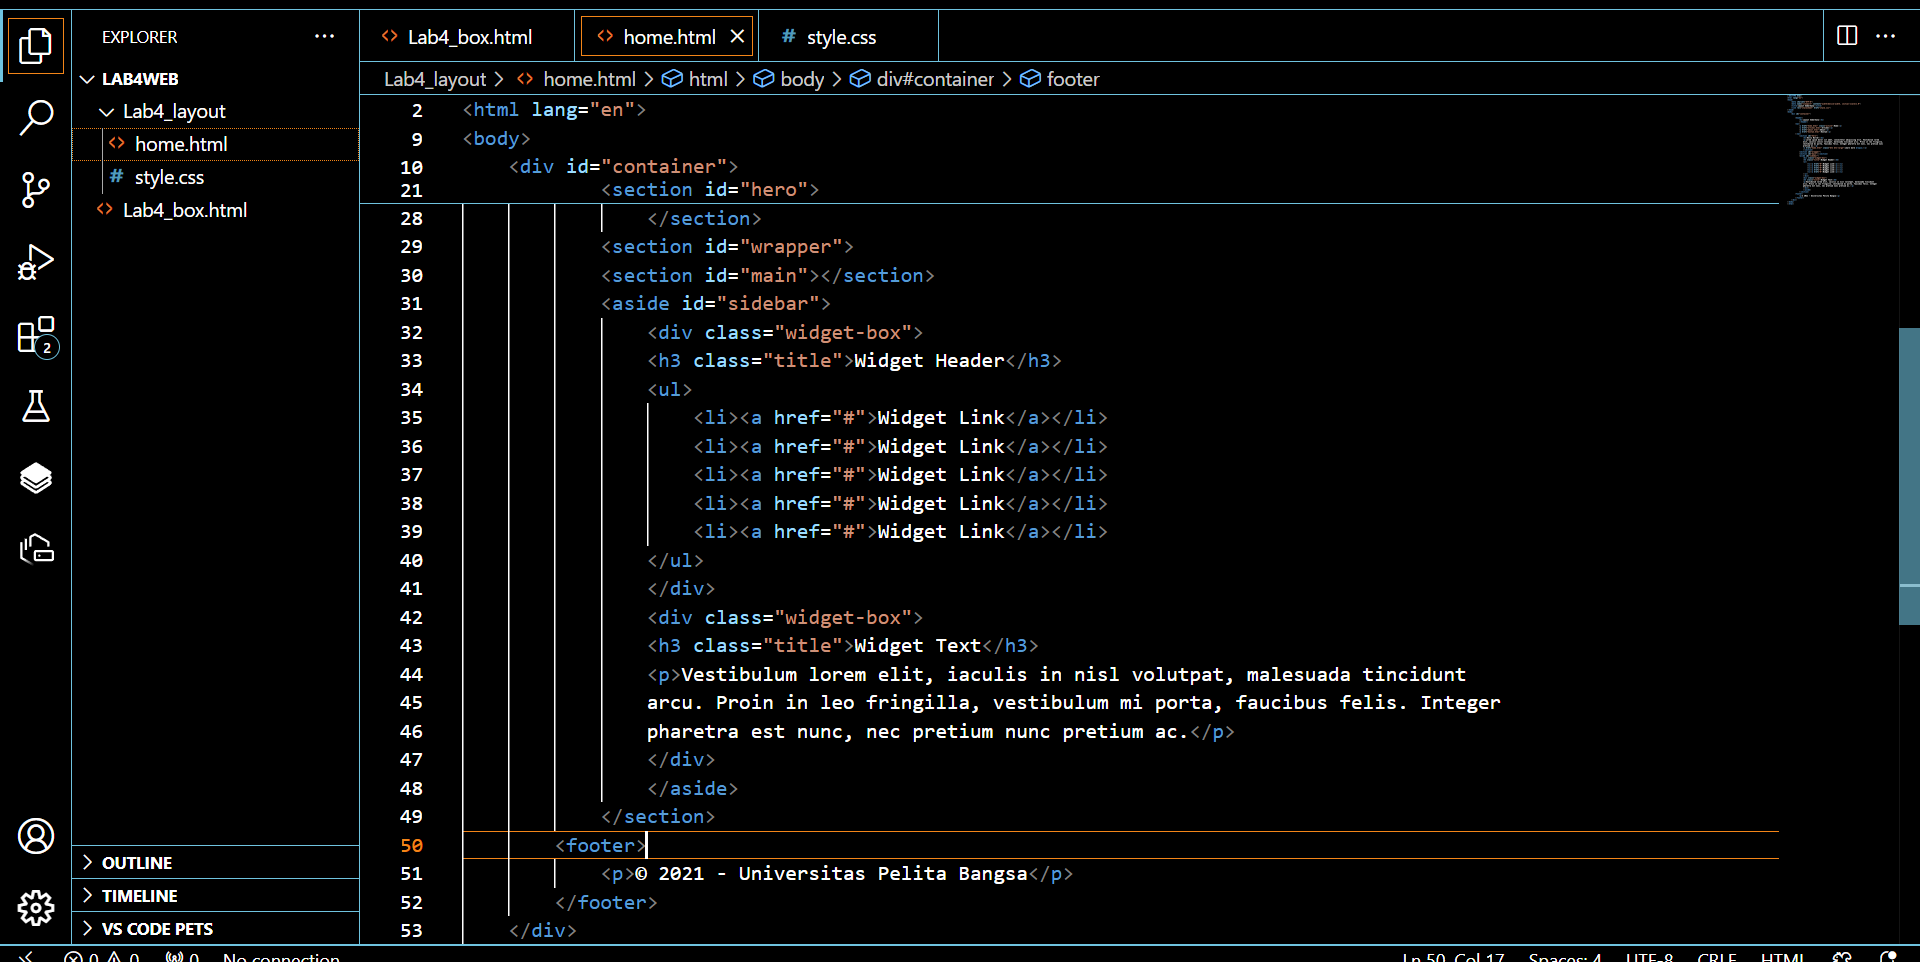 EXPLORER
LAB4WEB
Lab4_layout
home.html
# style.css
Lab4_box.html
2
OUTLINE
TIMELINE
VS CODE PETS
Lab4_box.html
home.html
# style.css
Lab4_layout > home.html > html > body > div#container > footer
2 <html lang="en">
9 <body>
10 <div id="container">
21 <section id="hero">
28 </section>
29 <section id="wrapper">
30 <section id="main"></section>
31 <aside id="sidebar">
32 <div class="widget-box">
33 <h3 class="title">Widget Header</h3>
34 <ul>
35 <li><a href="#">Widget Link</a></li>
36 <li><a href="#">Widget Link</a></li>
37 <li><a href="#">Widget Link</a></li>
38 <li><a href="#">Widget Link</a></li>
39 <li><a href="#">Widget Link</a></li>
40 </ul>
41 </div>
42 <div class="widget-box">
43 <h3 class="title">Widget Text</h3>
44 <p>Vestibulum lorem elit, iaculis in nisl volutpat, malesuada tincidunt
45 arcu. Proin in leo fringilla, vestibulum mi porta, faucibus felis. Integer
46 pharetra est nunc, nec pretium nunc pretium ac.</p>
47 </div>
48 </aside>
49 </section>
50 <footer>
51 <p>© 2021 - Universitas Pelita Bangsa</p>
52 </footer>
53 </div>
0 0 0 No connection Ln 50, Col 17 Spaces: 4 UTF-8 CRLF HTML